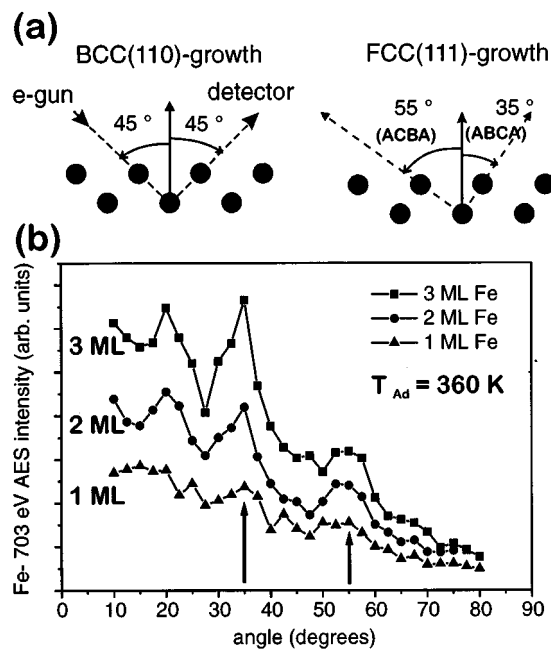 (a)
BCC(110)-growth
FCC(111)-growth
e-gun
detector
45 °
45 °
55 °
(ACBA)
35 °
(ABCA)
(b)
Fe- 703 eV AES intensity (arb. units)
3 ML Fe
2 ML Fe
1 ML Fe
T Ad = 360 K
3 ML
2 ML
1 ML
0 10 20 30 40 50 60 70 80 90
angle (degrees)